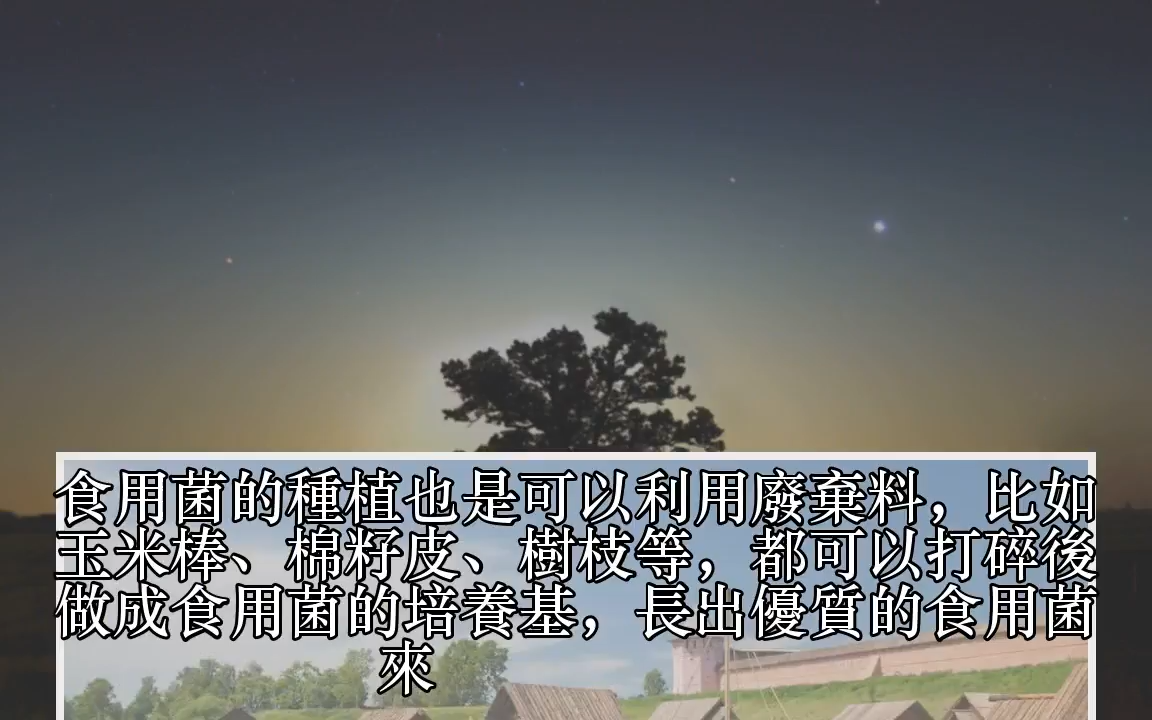 食用菌的種植也是可以利用廢棄料，比如
玉米棒、棉籽皮、樹枝等，都可以打碎後
做成食用菌的培養基，長出優質的食用菌
來